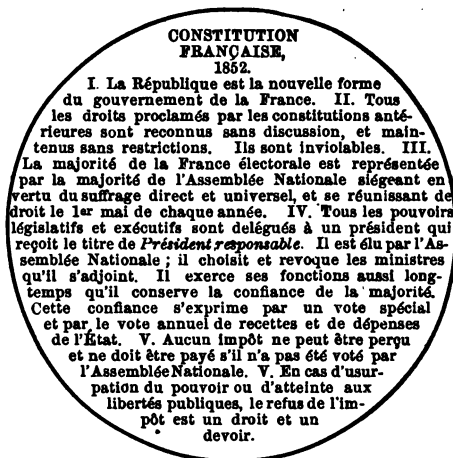 CONSTITUTION
FRANÇAISE,
1852.
I. La République est la nouvelle forme
du gouvernement de la France. II. Tous
les droits proclamés par les constitutions anté-
rieures sont reconnus sans discussion, et main-
tenus sans restrictions. Ils sont inviolables. III.
La majorité de la France électorale est représentée
par la majorité de l'Assemblée Nationale siégeant en
vertu du suffrage direct et universel, et se réunissant de
droit le 1er mai de chaque année. IV. Tous les pouvoirs
législatifs et exécutifs sont delégués à un président qui
reçoit le titre de Président responsable. Il est élu par l'As-
semblée Nationale ; il choisit et revoque les ministres
qu'il s'adjoint. Il exerce ses fonctions aussi long-
temps qu'il conserve la confiance de la majorité.
Cette confiance s'exprime par un vote spécial
et par le vote annuel de recettes et de dépenses
de l'État. V. Aucun impôt ne peut être perçu
et ne doit être payé s'il n'a pas été voté par
l'Assemblée Nationale. V. En cas d'usur-
pation du pouvoir ou d'atteinte aux
libertés publiques, le refus de l'im-
pôt est un droit et un
devoir.